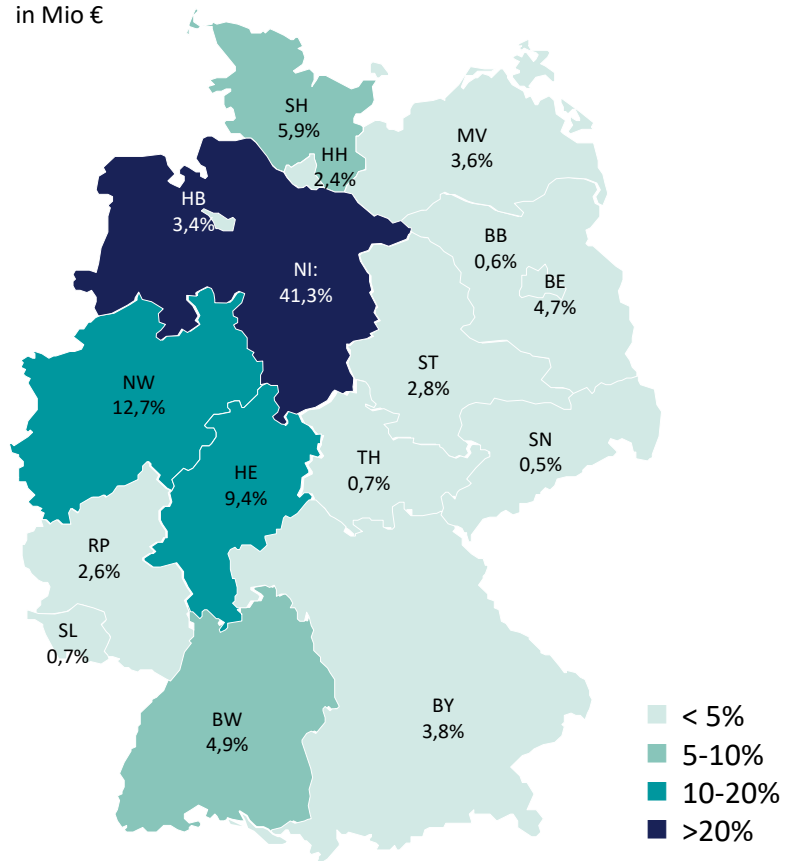 in Mio €
SH
5,9%
HH
2,4%
MV
3,6%
HB
3,4%
BB
0,6%
BE
4,7%
NI:
41,3%
ST
2,8%
NW
12,7%
SN
0,5%
TH
0,7%
HE
9,4%
RP
2,6%
SL
0,7%
BW
4,9%
BY
3,8%
< 5%
5-10%
10-20%
>20%